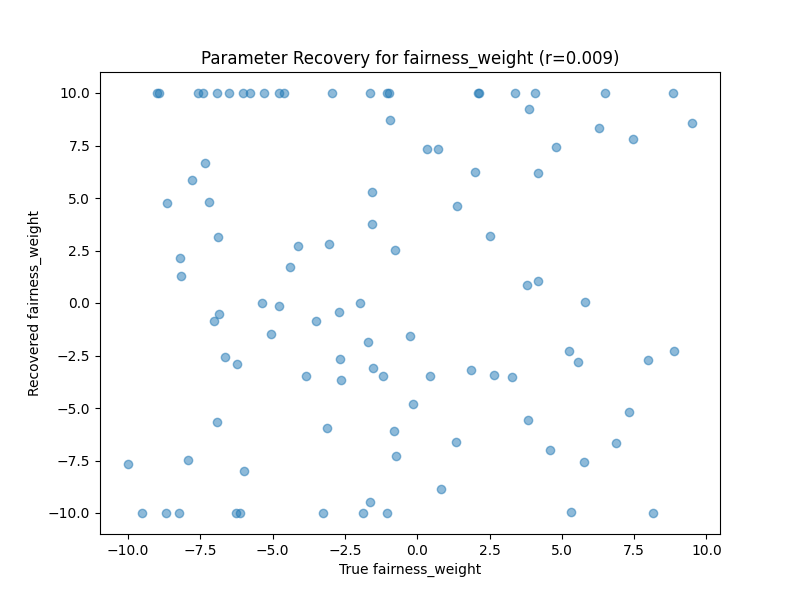 Parameter Recovery for fairness_weight (r=0.009)
Recovered fairness_weight
10.0
7.5
5.0
2.5
0.0
−2.5
−5.0
−7.5
−10.0
−10.0 −7.5 −5.0 −2.5 0.0 2.5 5.0 7.5 10.0
True fairness_weight